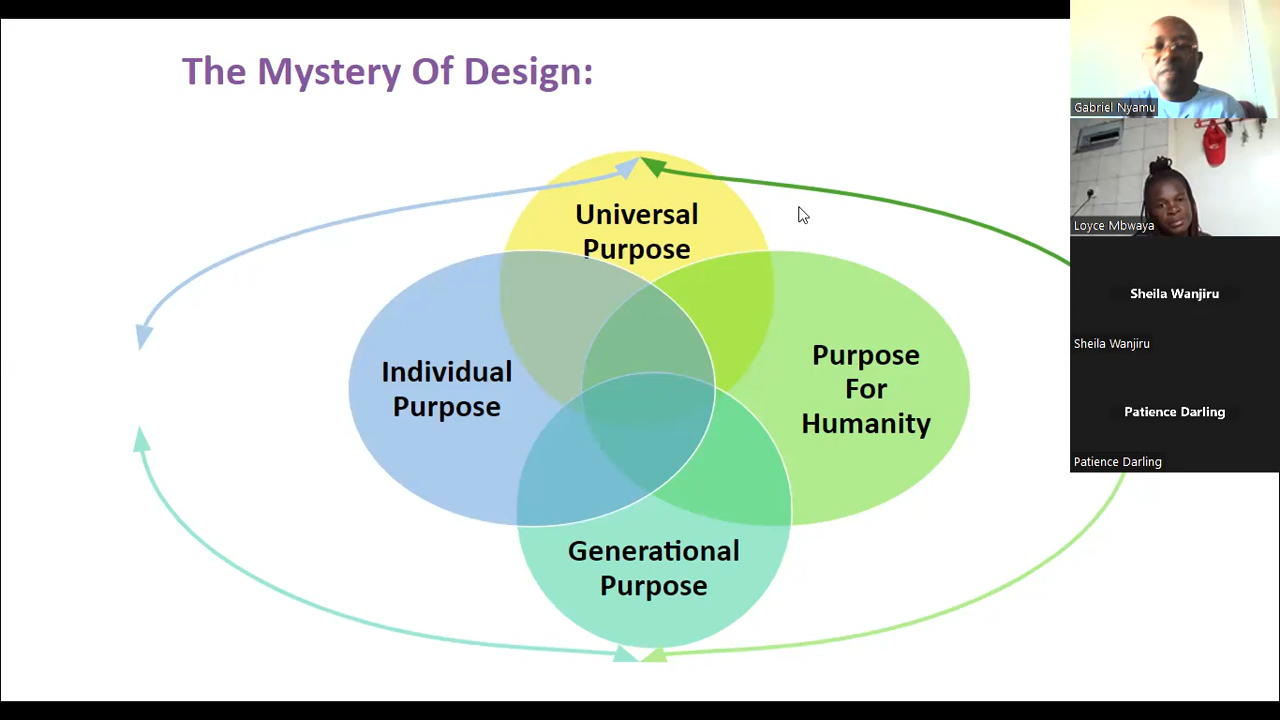 The Mystery Of Design:
Universal
Purpose
Individual
Purpose
Purpose
For
Humanity
Generational
Purpose
Gabriel Nyamu
Loyce Mbwaya
Sheila Wanjiru
Sheila Wanjiru
Patience Darling
Patience Darling